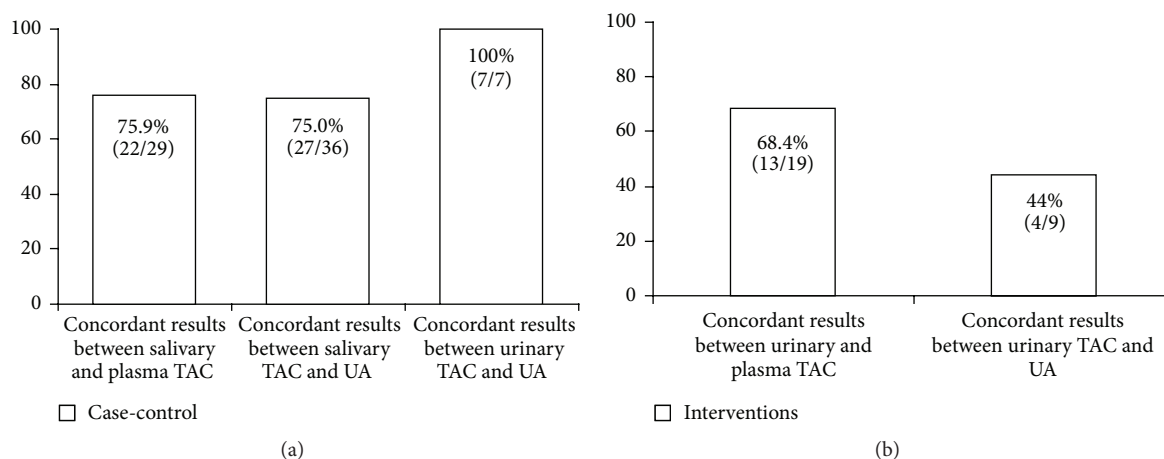 100
80
60
40
20
0
75.9%
(22/29)
75.0%
(27/36)
100%
(7/7)
Concordant results
between salivary
and plasma TAC
Concordant results
between salivary
TAC and UA
Concordant results
between urinary
TAC and UA
Case-control
(a)
100
80
60
40
20
0
68.4%
(13/19)
44%
(4/9)
Concordant results
between urinary and
plasma TAC
Concordant results
between urinary TAC and
UA
Interventions
(b)